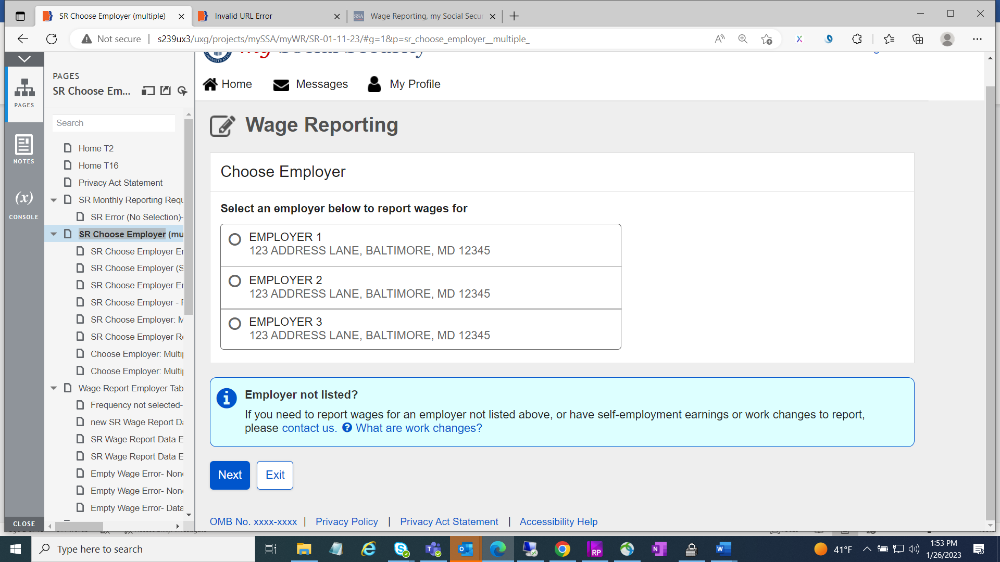 SR Choose Employer (multiple)
Invalid URL Error
SSA
Wage Reporting, my Social Secur
Not secure
s239ux3/uxg/projects/mySSA/myWR/SR-01-11-23/#g=1&p=sr_choose_employer__multiple_
my Social Security
PAGES
SR Choose Em...
PAGES
Search
NOTES
(x)
CONSOLE
Home T2
Home T16
Privacy Act Statement
SR Monthly Reporting Requ
SR Error (No Selection)-
SR Choose Employer (mu
SR Choose Employer Er
SR Choose Employer (S
SR Choose Employer Er
SR Choose Employer - F
SR Choose Employer: M
SR Choose Employer Re
Choose Employer: Multip
Choose Employer: Multip
Wage Report Employer Tab
Frequency not selected-
new SR Wage Report Da
SR Wage Report Data E
SR Wage Report Data E
Empty Wage Error- None
Empty Wage Error- None
Empty Wage Error- Data
CLOSE
Home
Messages
My Profile
Wage Reporting
Choose Employer
Select an employer below to report wages for
EMPLOYER 1
123 ADDRESS LANE, BALTIMORE, MD 12345
EMPLOYER 2
123 ADDRESS LANE, BALTIMORE, MD 12345
EMPLOYER 3
123 ADDRESS LANE, BALTIMORE, MD 12345
Employer not listed?
If you need to report wages for an employer not listed above, or have self-employment earnings or work changes to report,
please contact us. What are work changes?
Next
Exit
OMB No. xxxx-xxxx | Privacy Policy | Privacy Act Statement | Accessibility Help
Type here to search
RP
41°F
1:53 PM
1/26/2023